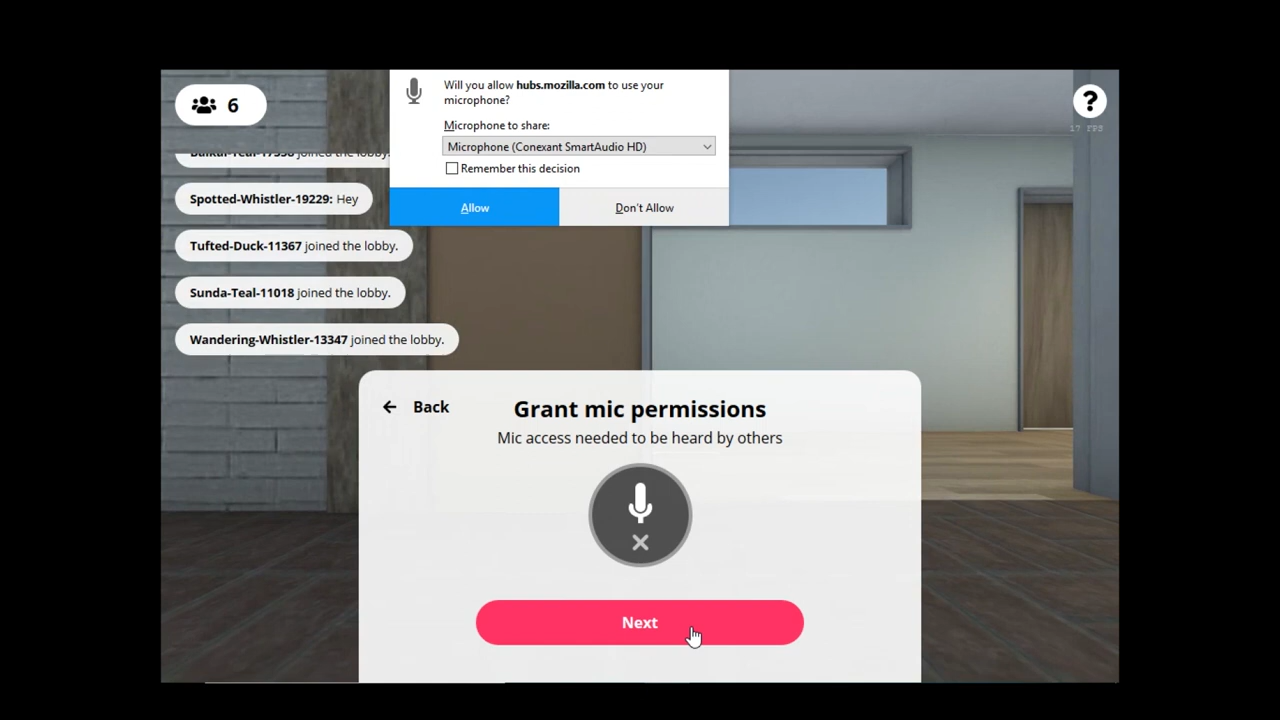 6
Will you allow hubs.mozilla.com to use your
microphone?
Microphone to share:
Microphone (Conexant SmartAudio HD)
Remember this decision
Allow
Don't Allow
?
17 FPS
joined the lobby.
Spotted-Whistler-19229: Hey
Tufted-Duck-11367 joined the lobby.
Sunda-Teal-11018 joined the lobby.
Wandering-Whistler-13347 joined the lobby.
Back
Grant mic permissions
Mic access needed to be heard by others
Next